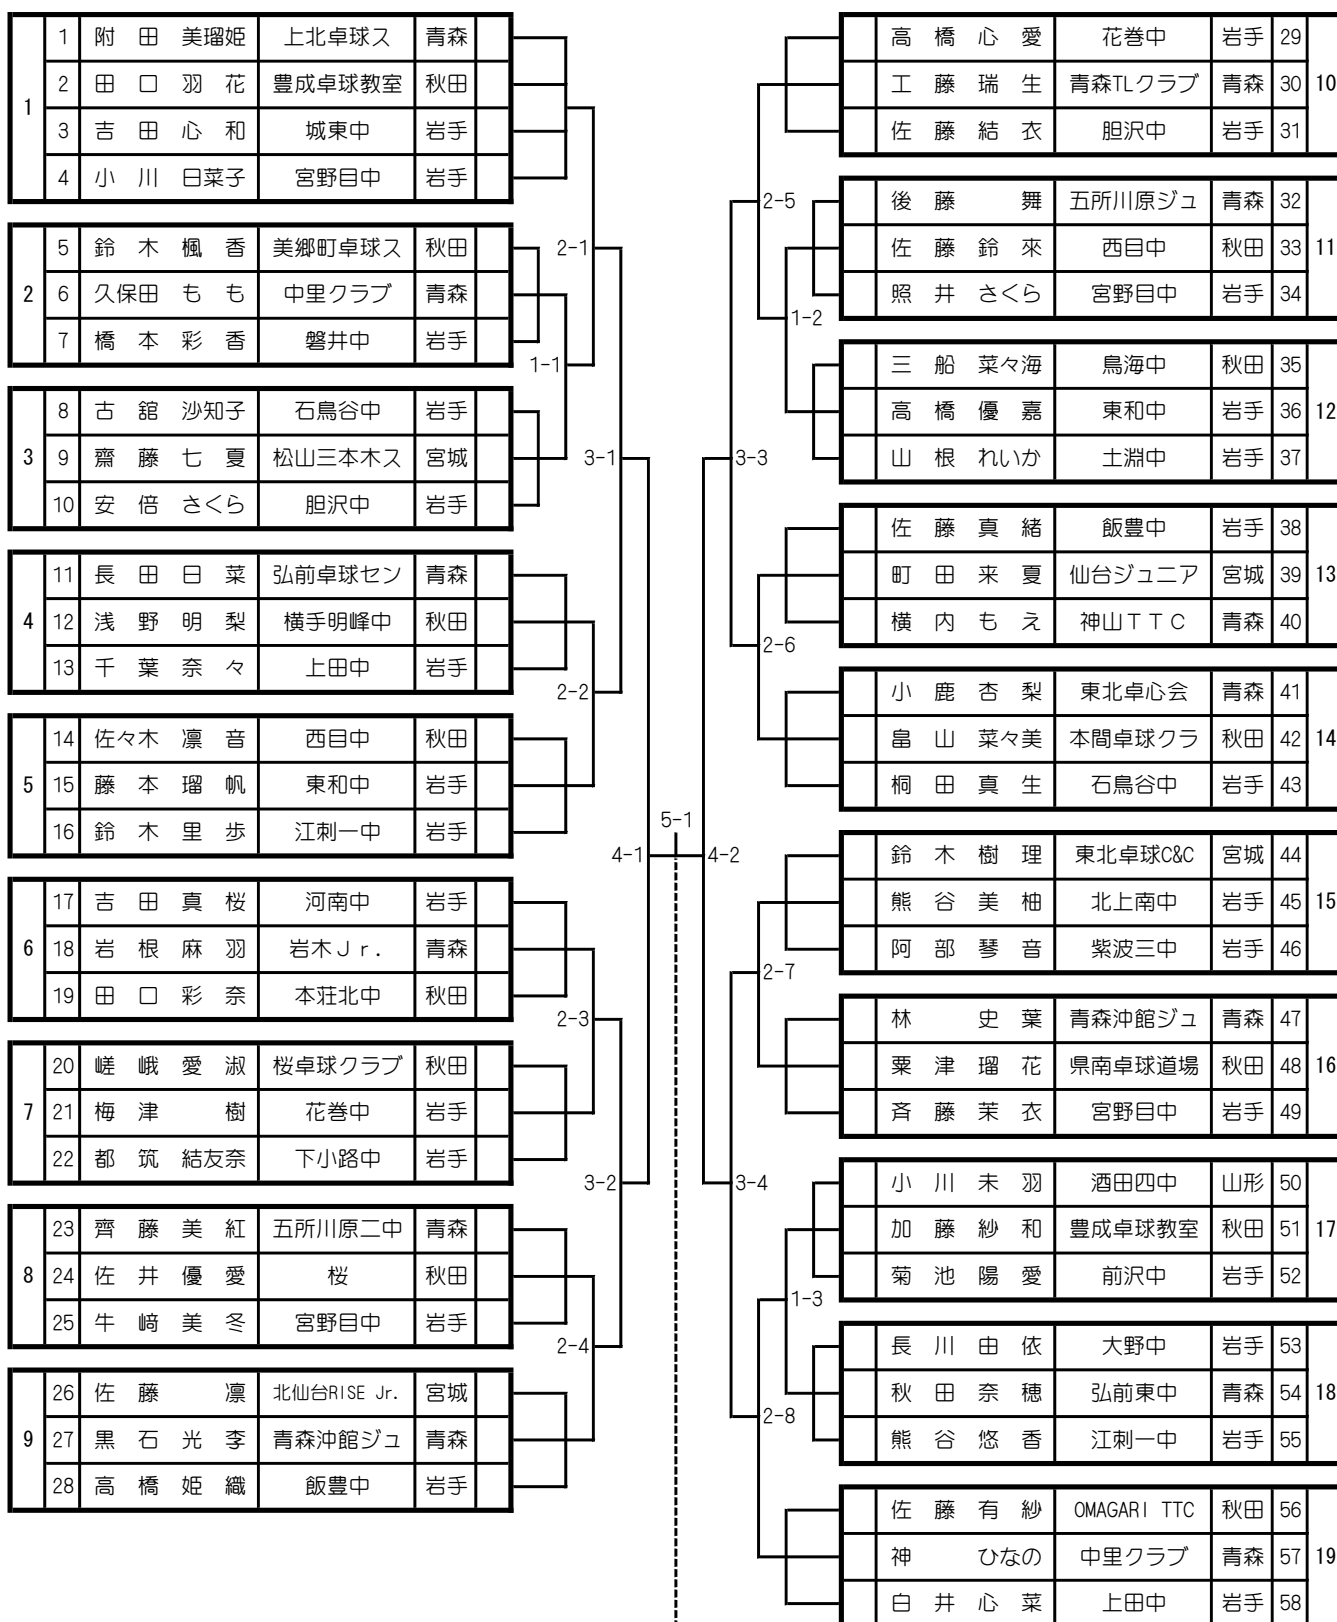 1
1 附田 美瑠姫 上北卓球ス 青森
2 田口 羽花 豊成卓球教室 秋田
3 吉田 心和 城東中 岩手
4 小川 日菜子 宮野目中 岩手
2
5 鈴木 楓香 美郷町卓球ス 秋田
6 久保田 もも 中里クラブ 青森
7 橋本 彩香 磐井中 岩手
3
8 古舘 沙知子 石鳥谷中 岩手
9 齋藤 七夏 松山三本木ス 宮城
10 安倍 さくら 胆沢中 岩手
4
11 長田 日菜 弘前卓球セン 青森
12 浅野 明梨 横手明峰中 秋田
13 千葉 奈々 上田中 岩手
5
14 佐々木 凛音 西目中 秋田
15 藤本 瑠帆 東和中 岩手
16 鈴木 里歩 江刺一中 岩手
6
17 吉田 真桜 河南中 岩手
18 岩根 麻羽 岩木Jr. 青森
19 田口 彩奈 本荘北中 秋田
7
20 嵯峨 愛淑 桜卓球クラブ 秋田
21 梅津 樹 花巻中 岩手
22 都筑 結友奈 下小路中 岩手
8
23 齊藤 美紅 五所川原二中 青森
24 佐井 優愛 桜 秋田
25 牛﨑 美冬 宮野目中 岩手
9
26 佐藤 凛 北仙台RISE Jr. 宮城
27 黒石 光李 青森沖館ジュ 青森
28 高橋 姫織 飯豊中 岩手
2-1
1-1
3-1
2-2
4-1
2-3
3-2
2-4
5-1
2-5
1-2
3-3
2-6
4-2
2-7
3-4
1-3
2-8
高橋 心愛 花巻中 岩手 29
工藤 瑞生 青森TLクラブ 青森 30
佐藤 結衣 胆沢中 岩手 31
10
後藤 舞 五所川原ジュ 青森 32
佐藤 鈴來 西目中 秋田 33
照井 さくら 宮野目中 岩手 34
11
三船 菜々海 鳥海中 秋田 35
高橋 優嘉 東和中 岩手 36
山根 れいか 土淵中 岩手 37
12
佐藤 真緒 飯豊中 岩手 38
町田 来夏 仙台ジュニア 宮城 39
横内 もえ 神山TTC 青森 40
13
小鹿 杏梨 東北卓心会 青森 41
畠山 菜々美 本間卓球クラ 秋田 42
桐田 真生 石鳥谷中 岩手 43
14
鈴木 樹理 東北卓球C&C 宮城 44
熊谷 美柚 北上南中 岩手 45
阿部 琴音 紫波三中 岩手 46
15
林 史葉 青森沖館ジュ 青森 47
粟津 瑠花 県南卓球道場 秋田 48
斉藤 茉衣 宮野目中 岩手 49
16
小川 未羽 酒田四中 山形 50
加藤 紗和 豊成卓球教室 秋田 51
菊池 陽愛 前沢中 岩手 52
17
長川 由依 大野中 岩手 53
秋田 奈穂 弘前東中 青森 54
熊谷 悠香 江刺一中 岩手 55
18
佐藤 有紗 OMAGARI TTC 秋田 56
神 ひなの 中里クラブ 青森 57
白井 心菜 上田中 岩手 58
19